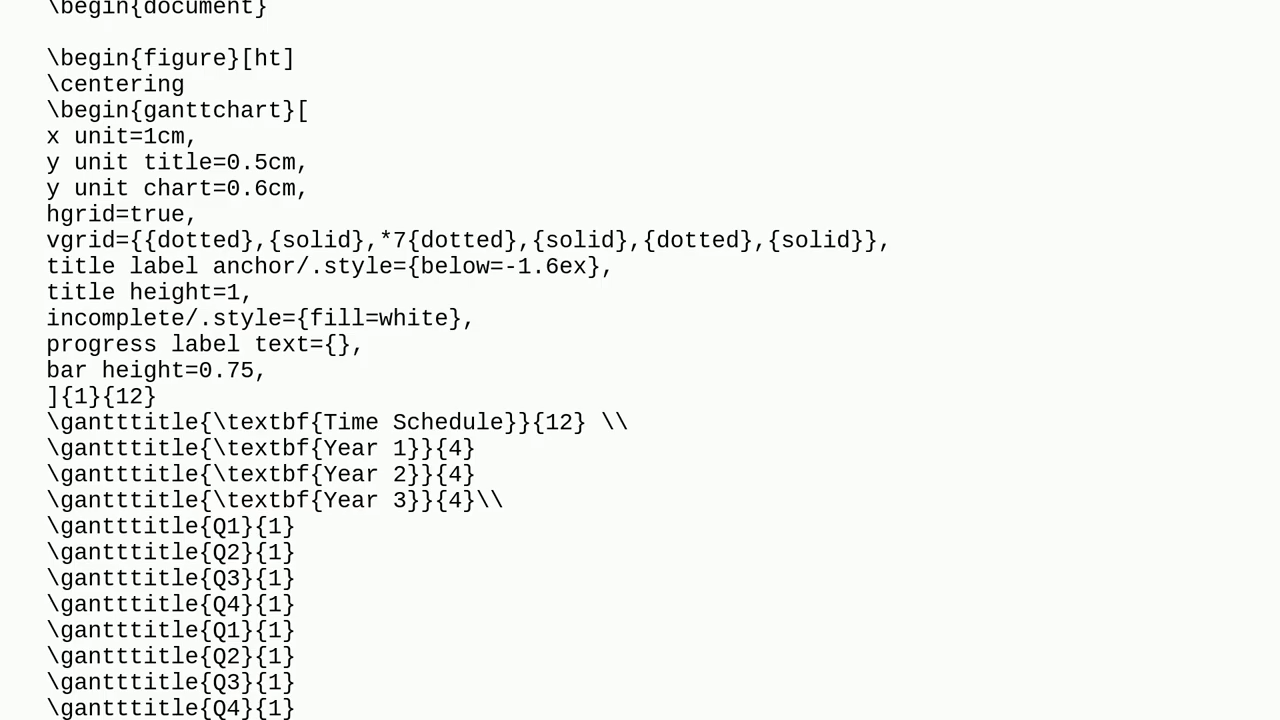 \begin{document}
\begin{figure}[ht]
\centering
\begin{ganttchart}[
x unit=1cm,
y unit title=0.5cm,
y unit chart=0.6cm,
hgrid=true,
vgrid={{dotted},{solid},*7{dotted},{solid},{dotted},{solid}},
title label anchor/.style={below=-1.6ex},
title height=1,
incomplete/.style={fill=white},
progress label text={},
bar height=0.75,
]{1}{12}
\gantttitle{\textbf{Time Schedule}}{12} \\
\gantttitle{\textbf{Year 1}}{4}
\gantttitle{\textbf{Year 2}}{4}
\gantttitle{\textbf{Year 3}}{4}\\
\gantttitle{Q1}{1}
\gantttitle{Q2}{1}
\gantttitle{Q3}{1}
\gantttitle{Q4}{1}
\gantttitle{Q1}{1}
\gantttitle{Q2}{1}
\gantttitle{Q3}{1}
\gantttitle{Q4}{1}